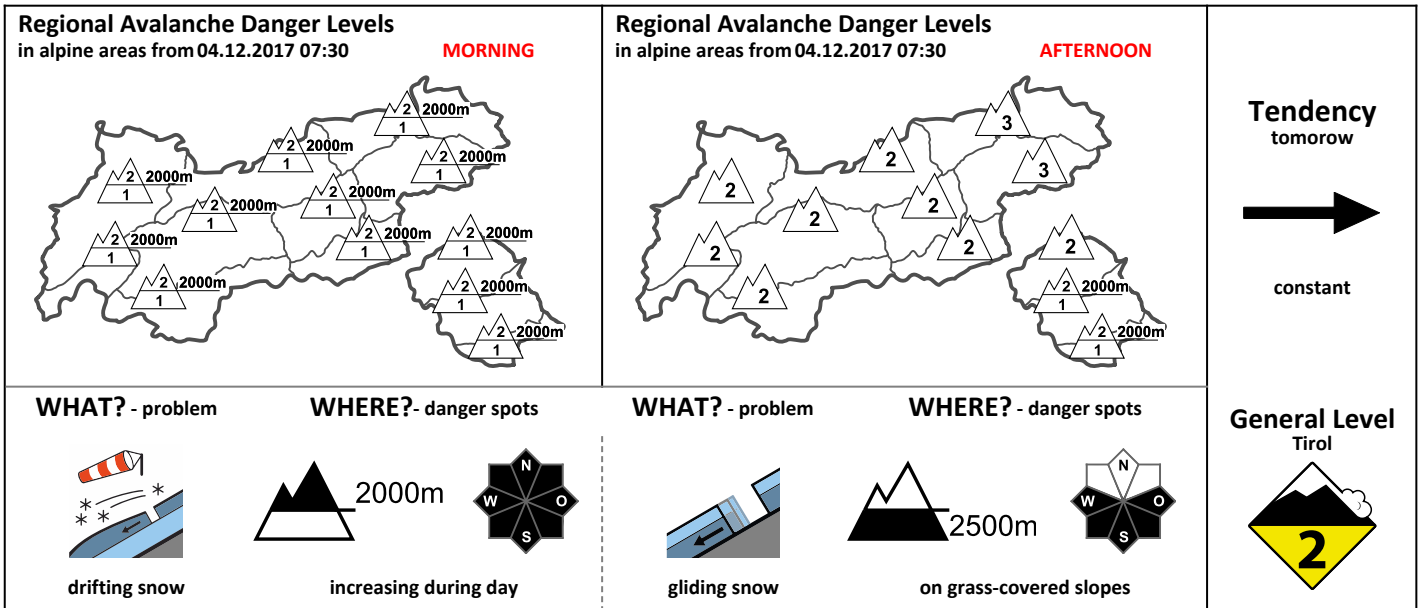 Regional Avalanche Danger Levels
in alpine areas from 04.12.2017 07:30 MORNING
2 2000m
1
2 2000m
1
2 2000m
1
2 2000m
1
2 2000m
1
2 2000m
1
2 2000m
1
2 2000m
1
2 2000m
1
2 2000m
1
2 2000m
1
2 2000m
1
Regional Avalanche Danger Levels
in alpine areas from 04.12.2017 07:30 AFTERNOON
3
2
3
2
2
2
2
2
2
2
2 2000m
1
2 2000m
1
Tendency
tomorow
constant
WHAT? - problem
drifting snow
WHERE? - danger spots
2000m
N
W O
S
increasing during day
WHAT? - problem
gliding snow
WHERE? - danger spots
2500m
N
W O
S
on grass-covered slopes
General Level
Tirol
2